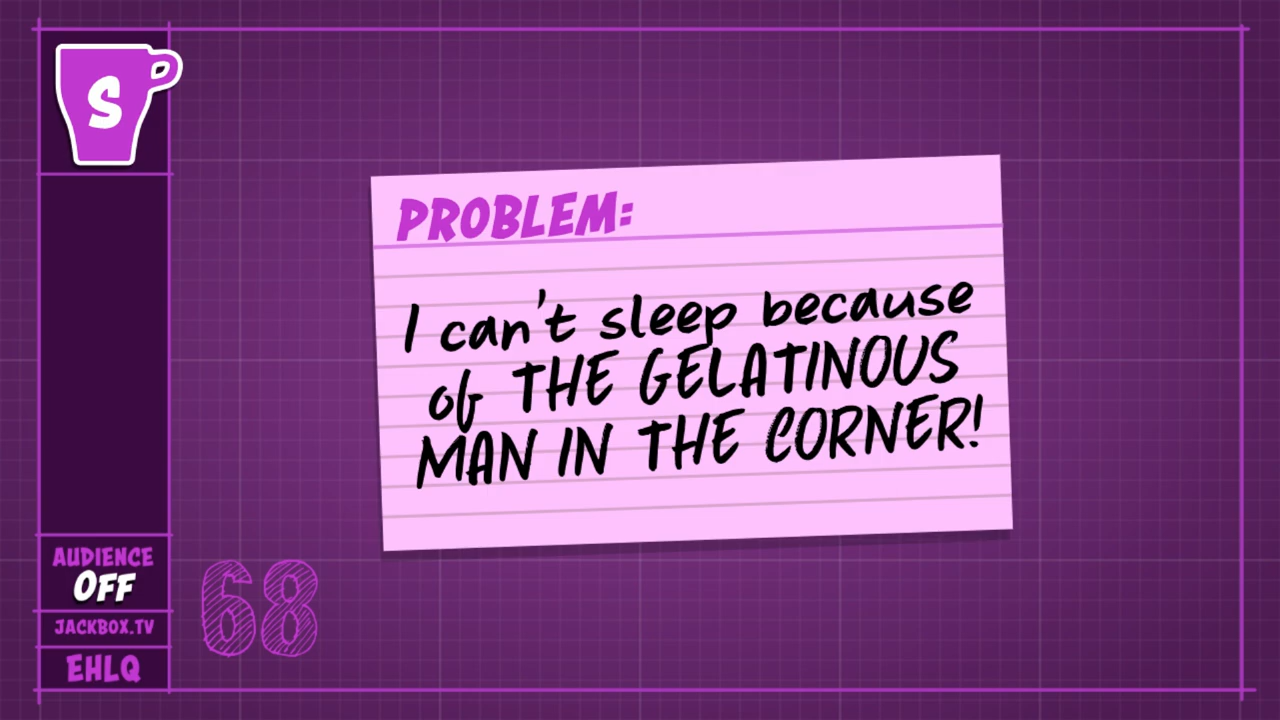 S
PROBLEM:
I can't sleep because
of THE GELATINOUS
MAN IN THE CORNER!
AUDIENCE
OFF
JACKBOX.TV
EHLQ
68